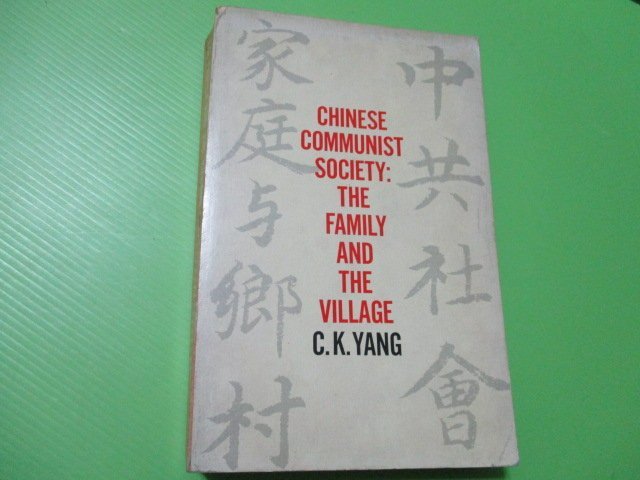 中共社會
家庭与鄉村
CHINESE
COMMUNIST
SOCIETY:
THE
FAMILY
AND
THE
VILLAGE
C.K. YANG